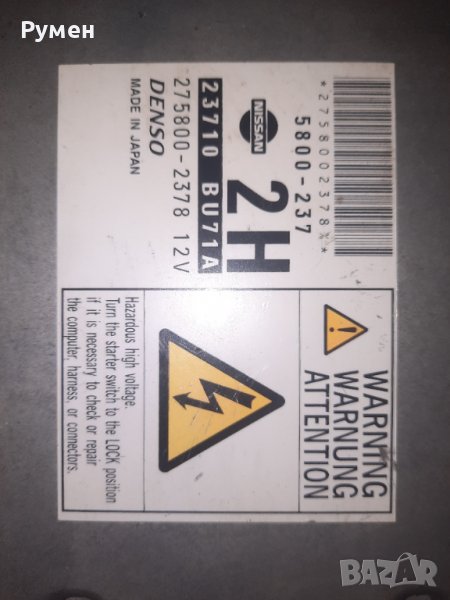 Румен
*2758002378%*
5800-237
NISSAN
2H
23710 BU71A
275800-2378 12V
DENSO
MADE IN JAPAN
WARNING
WARNUNG
ATTENTION
Hazardous high voltage.
Turn the starter switch to the LOCK position
if it is necessary to check or repair
the computer, harness, or connectors.
BAZAR